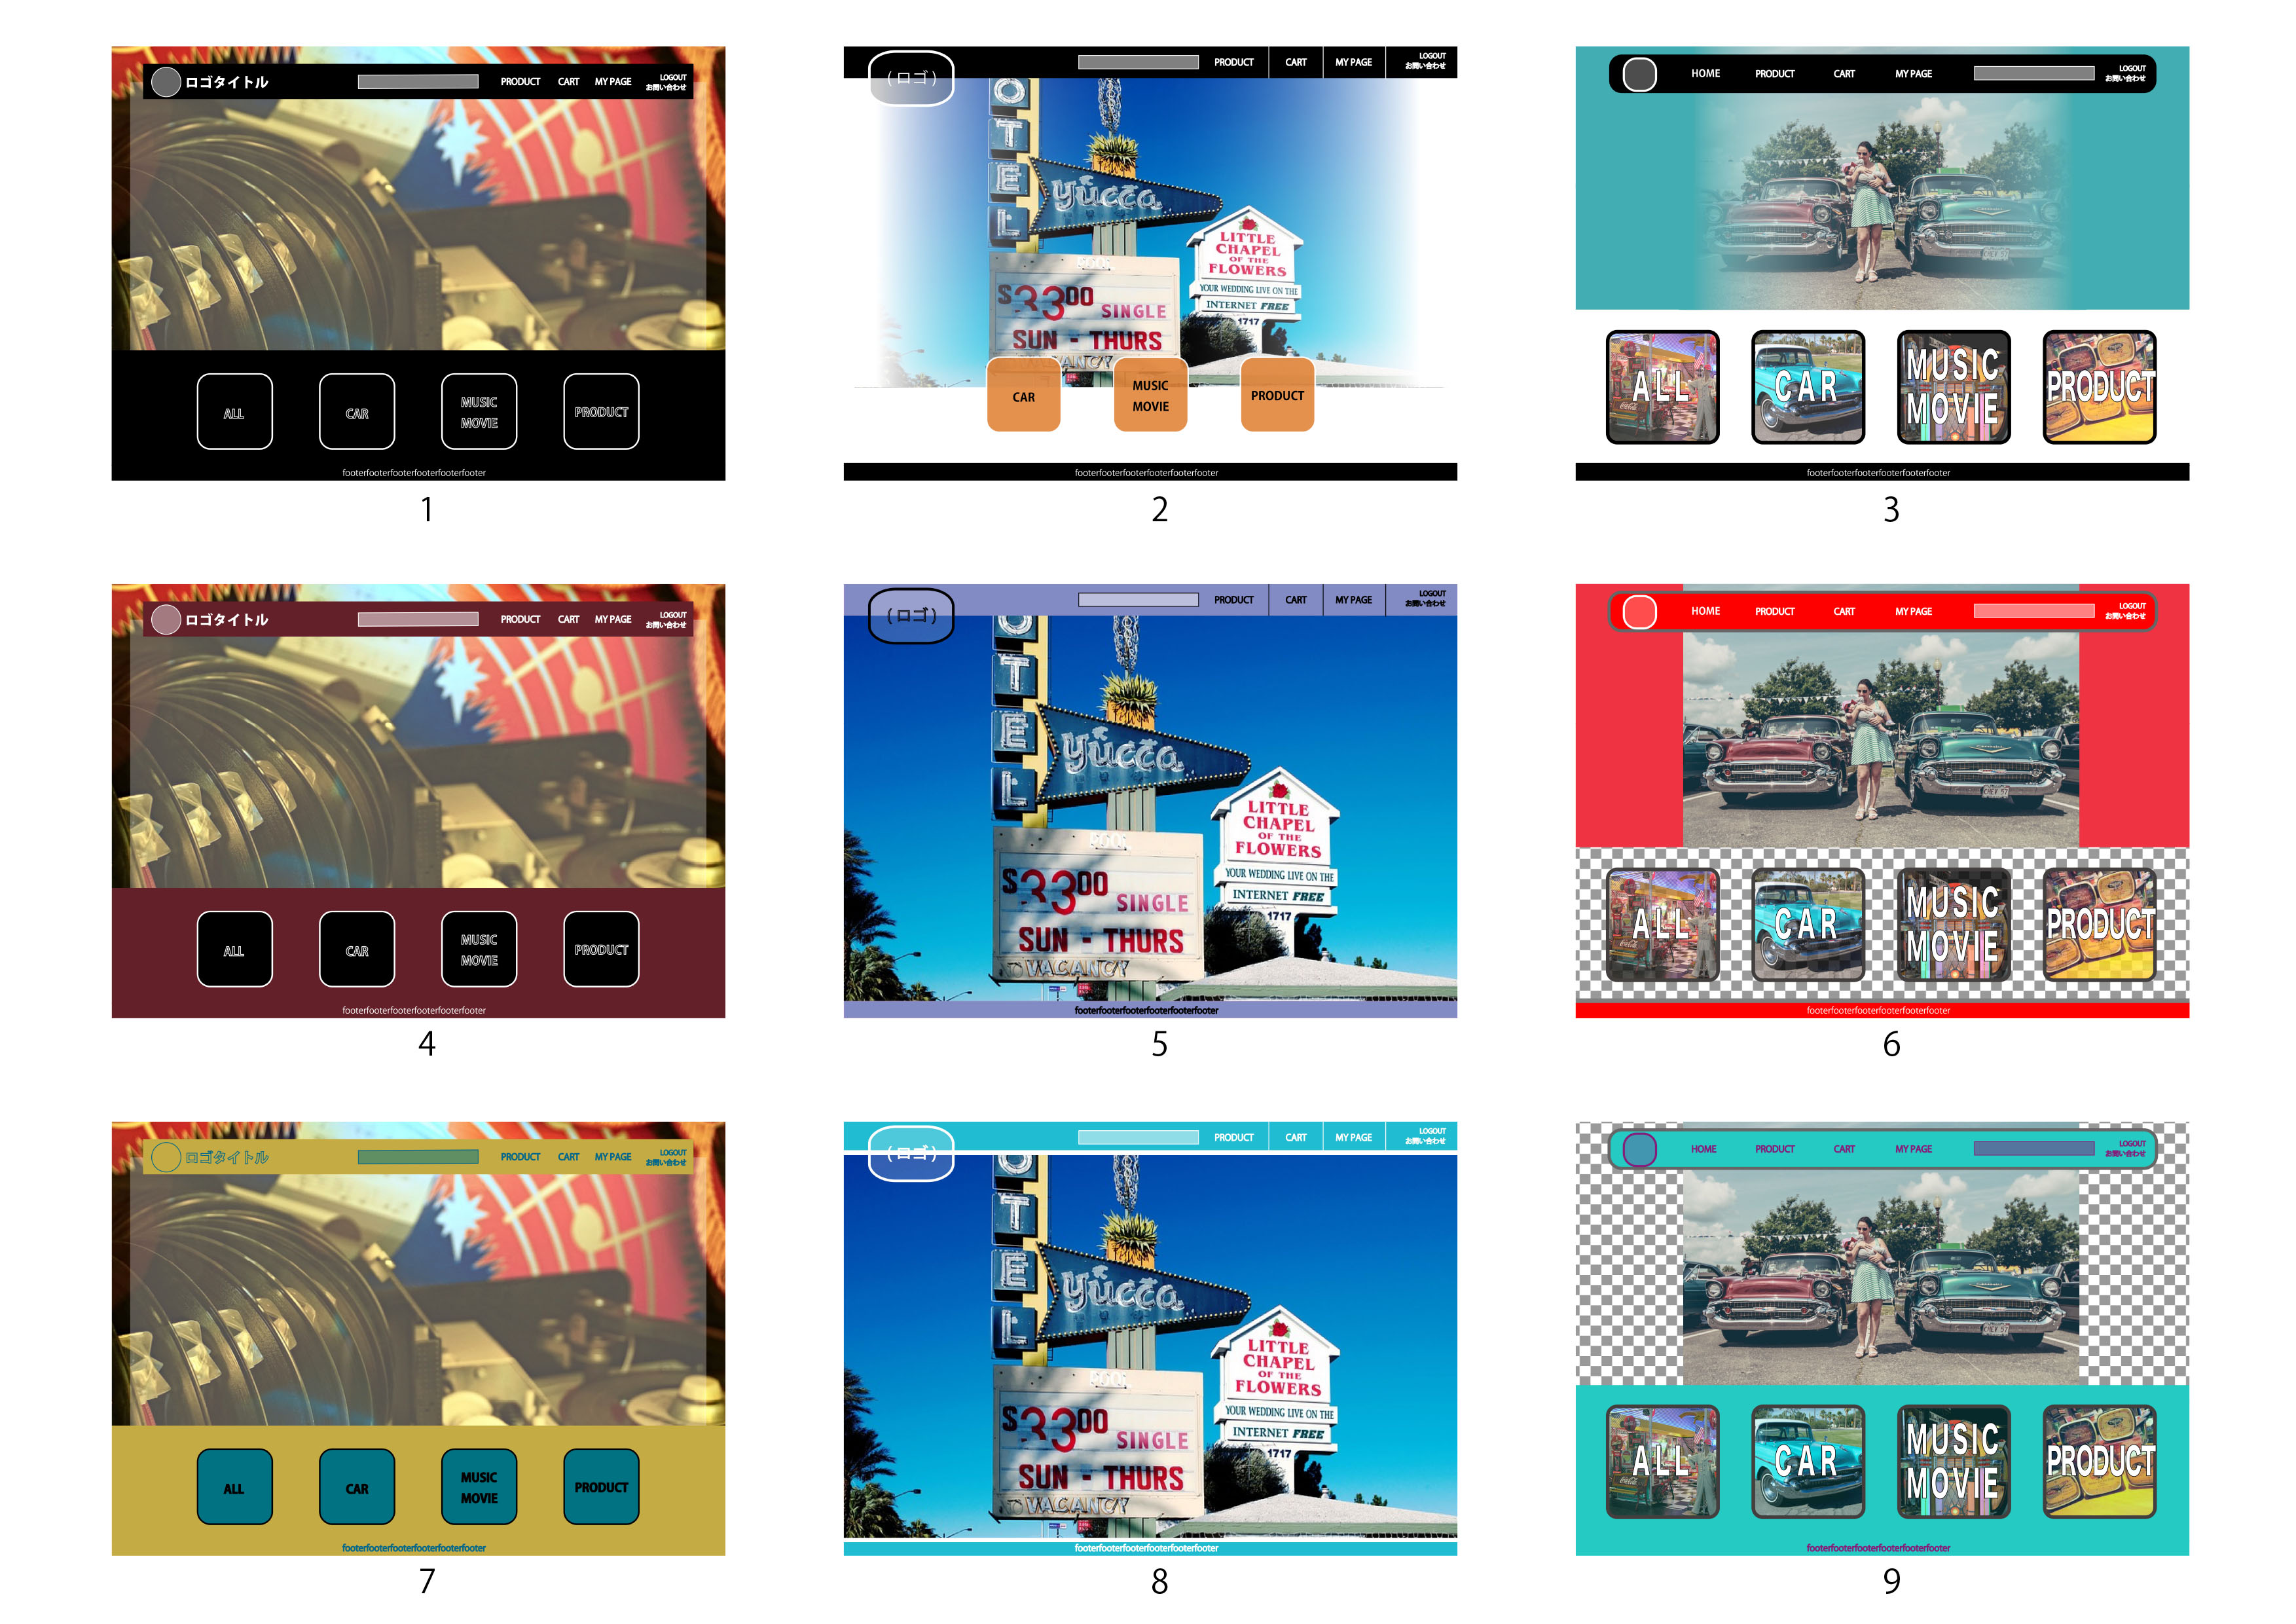 ロゴタイトル
PRODUCT CART MY PAGE LOGOUT
お問い合わせ
ALL CAR MUSIC MOVIE PRODUCT
footerfooterfooterfooterfooterfooter
1
(ロゴ)
PRODUCT CART MY PAGE LOGOUT
お問い合わせ
OTEL
Yucca
LITTLE
CHAPEL
OF THE
FLOWERS
YOUR WEDDING LIVE ON THE
INTERNET FREE
1717
$3300 SINGLE
SUN - THURS
VACANCY
CAR MUSIC MOVIE PRODUCT
footerfooterfooterfooterfooterfooter
2
HOME PRODUCT CART MY PAGE LOGOUT
お問い合わせ
ALL CAR MUSIC MOVIE PRODUCT
footerfooterfooterfooterfooterfooter
3
ロゴタイトル
PRODUCT CART MY PAGE LOGOUT
お問い合わせ
ALL CAR MUSIC MOVIE PRODUCT
footerfooterfooterfooterfooterfooter
4
(ロゴ)
PRODUCT CART MY PAGE LOGOUT
お問い合わせ
OTEL
Yucca
LITTLE
CHAPEL
OF THE
FLOWERS
YOUR WEDDING LIVE ON THE
INTERNET FREE
1717
$3300 SINGLE
SUN - THURS
VACANCY
footerfooterfooterfooterfooterfooter
5
HOME PRODUCT CART MY PAGE LOGOUT
お問い合わせ
ALL CAR MUSIC MOVIE PRODUCT
footerfooterfooterfooterfooterfooter
6
ロゴタイトル
PRODUCT CART MY PAGE LOGOUT
お問い合わせ
ALL CAR MUSIC MOVIE PRODUCT
footerfooterfooterfooterfooterfooter
7
(ロゴ)
PRODUCT CART MY PAGE LOGOUT
お問い合わせ
OTEL
Yucca
LITTLE
CHAPEL
OF THE
FLOWERS
YOUR WEDDING LIVE ON THE
INTERNET FREE
1717
$3300 SINGLE
SUN - THURS
VACANCY
footerfooterfooterfooterfooterfooter
8
HOME PRODUCT CART MY PAGE LOGOUT
お問い合わせ
ALL CAR MUSIC MOVIE PRODUCT
footerfooterfooterfooterfooterfooter
9